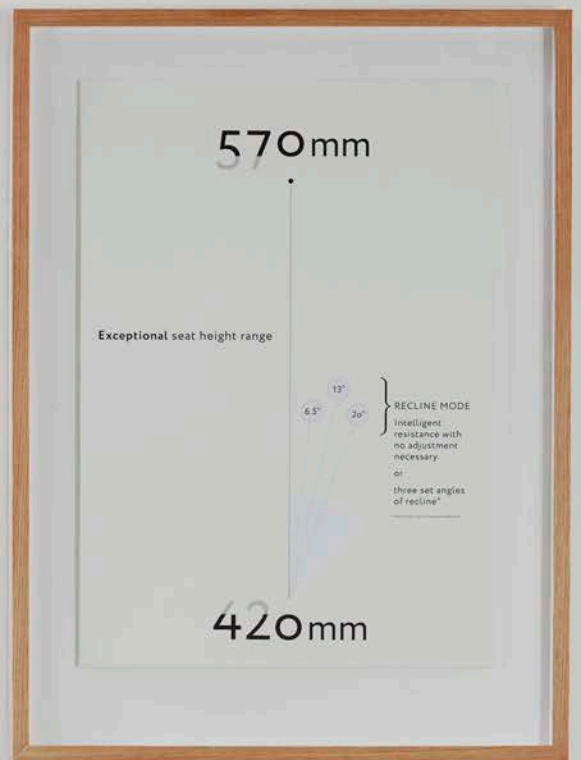 570mm
Exceptional seat height range
13°
6.5°
20°
RECLINE MODE
Intelligent
resistance with
no adjustment
necessary
or
three set angles
of recline*
420mm